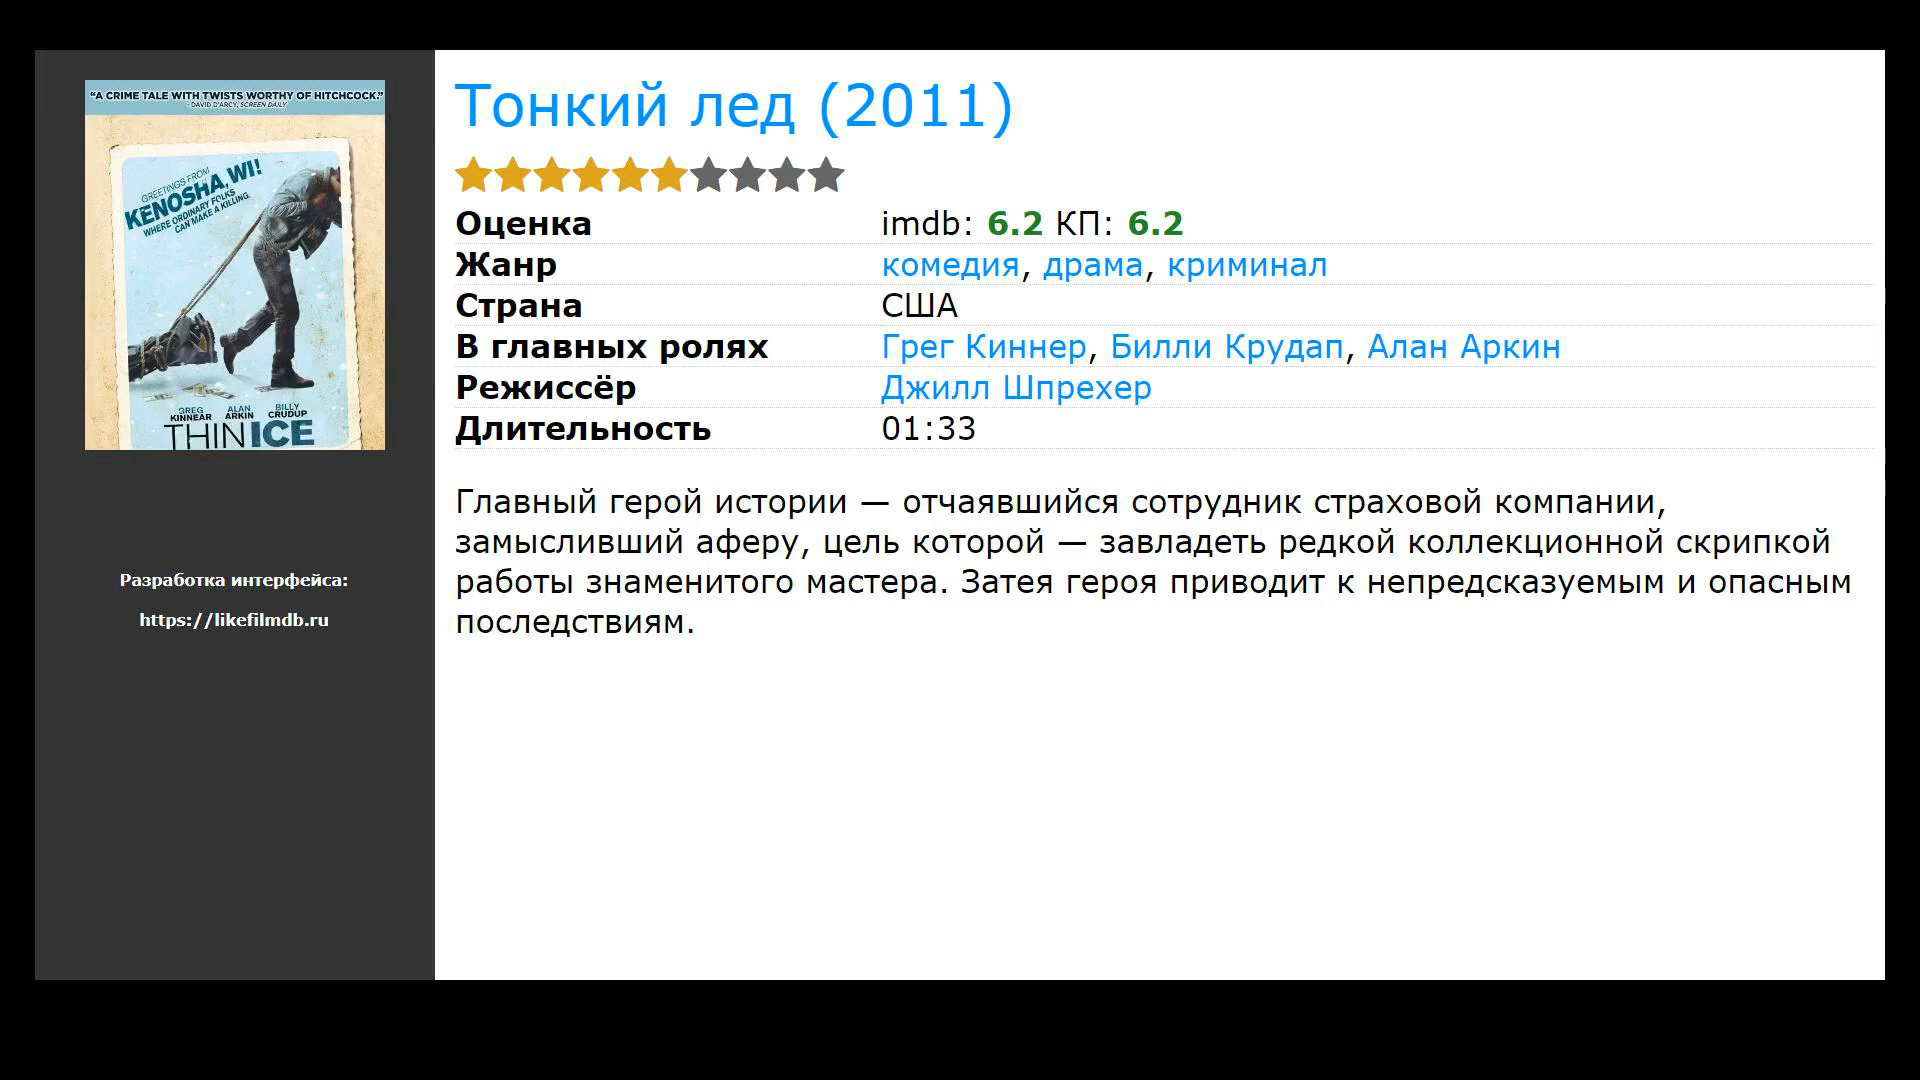 “A CRIME TALE WITH TWISTS WORTHY OF HITCHCOCK.”
- DAVID D'ARCY, SCREEN DAILY
GREETINGS FROM
KENOSHA, WI!
WHERE ORDINARY FOLKS
CAN MAKE A KILLING.
GREG KINNEAR ALAN ARKIN BILLY CRUDUP
THIN ICE
Разработка интерфейса:
https://likefilmdb.ru
Тонкий лед (2011)
Оценка imdb: 6.2 КП: 6.2
Жанр комедия, драма, криминал
Страна США
В главных ролях Грег Киннер, Билли Крудап, Алан Аркин
Режиссёр Джилл Шпрехер
Длительность 01:33
Главный герой истории — отчаявшийся сотрудник страховой компании,
замысливший аферу, цель которой — завладеть редкой коллекционной скрипкой
работы знаменитого мастера. Затея героя приводит к непредсказуемым и опасным
последствиям.